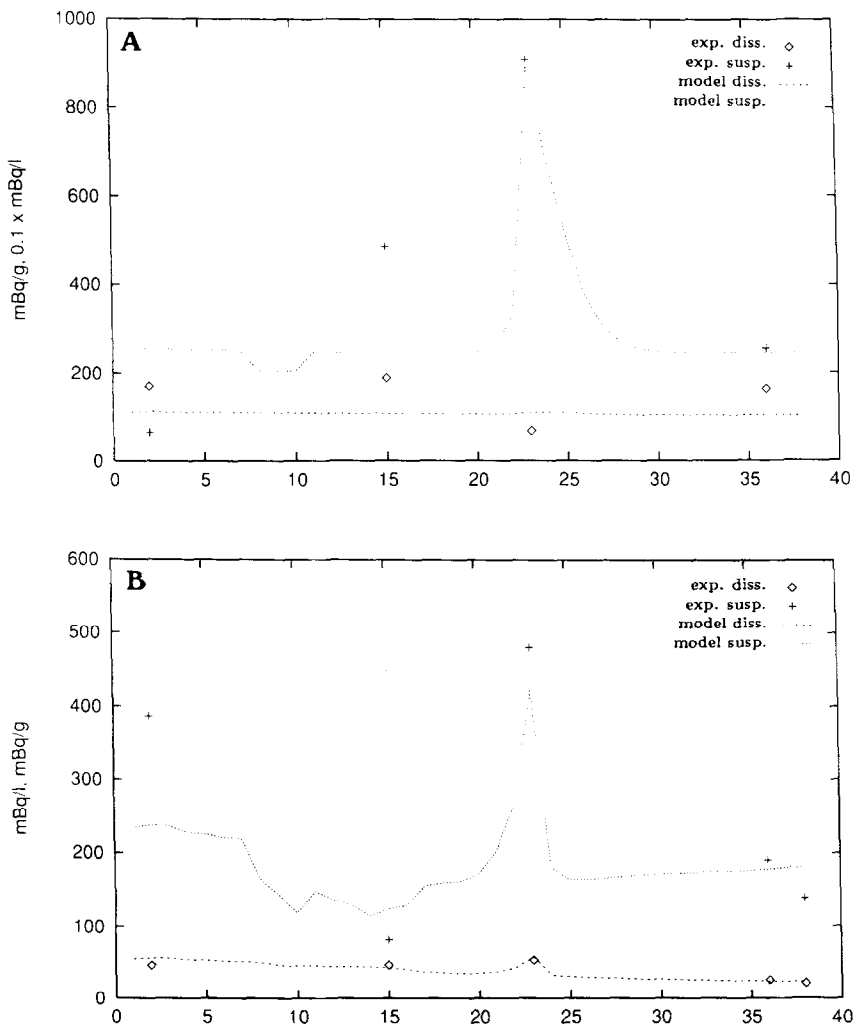 A
1000
800
600
400
200
0
mBq/g, 0.1 x mBq/l
exp. diss.
exp. susp.
model diss.
model susp.
0 5 10 15 20 25 30 35 40
B
600
500
400
300
200
100
0
mBq/l, mBq/g
exp. diss.
exp. susp.
model diss.
model susp.
0 5 10 15 20 25 30 35 40